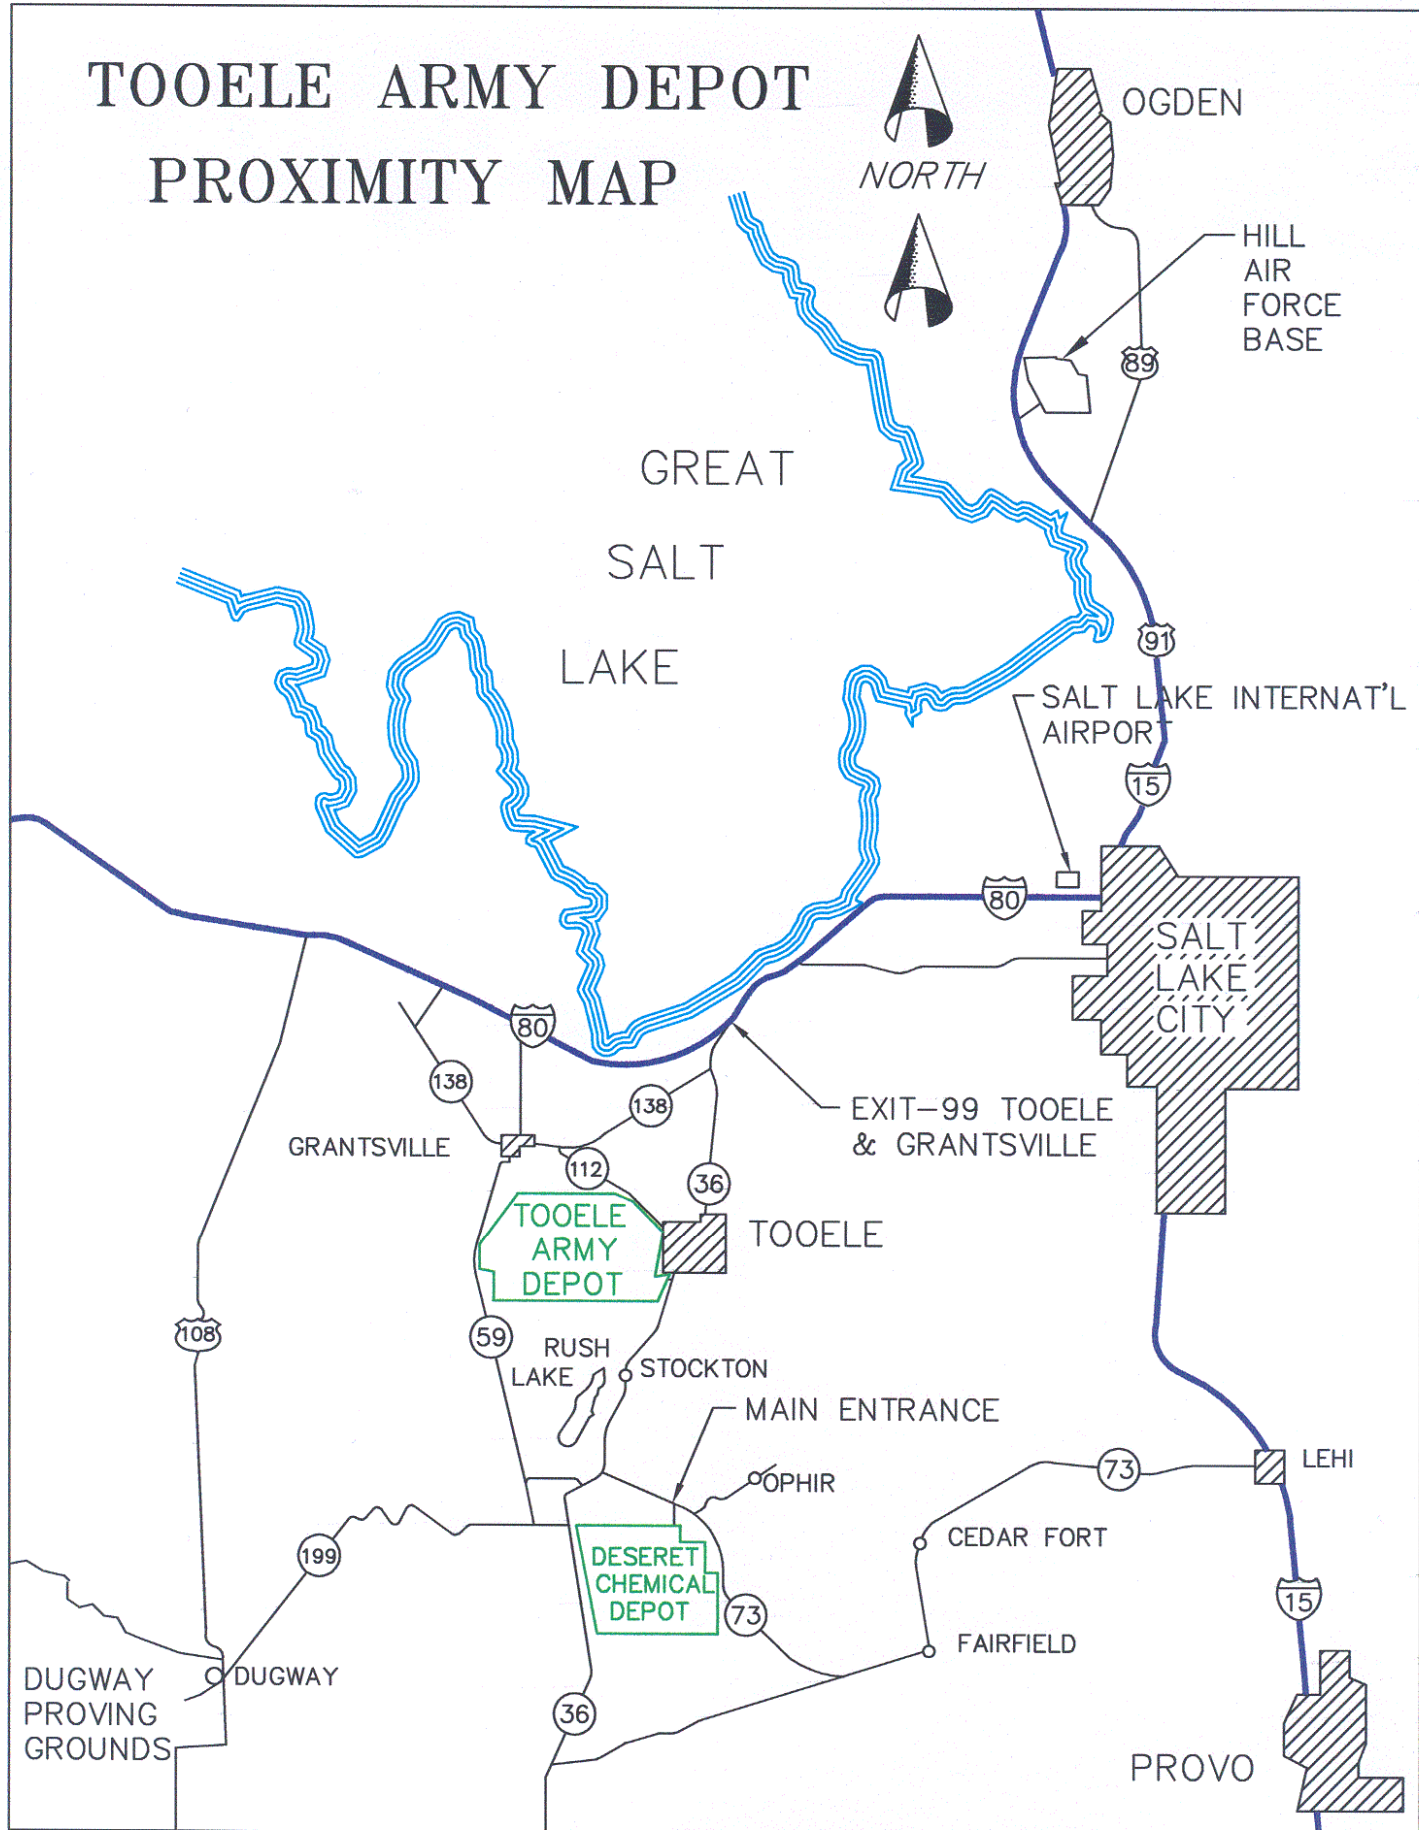 TOOELE ARMY DEPOT
PROXIMITY MAP
NORTH
OGDEN
HILL
AIR
FORCE
BASE
89
GREAT
SALT
LAKE
91
SALT LAKE INTERNAT'L
AIRPORT
15
80
SALT
LAKE
CITY
80
138
138
EXIT-99 TOOELE
& GRANTSVILLE
GRANTSVILLE
112
36
TOOELE
ARMY
DEPOT
TOOELE
108
59
RUSH
LAKE
STOCKTON
MAIN ENTRANCE
OPHIR
73
LEHI
199
CEDAR FORT
DESERET
CHEMICAL
DEPOT
73
15
FAIRFIELD
DUGWAY
DUGWAY
PROVING
GROUNDS
36
PROVO